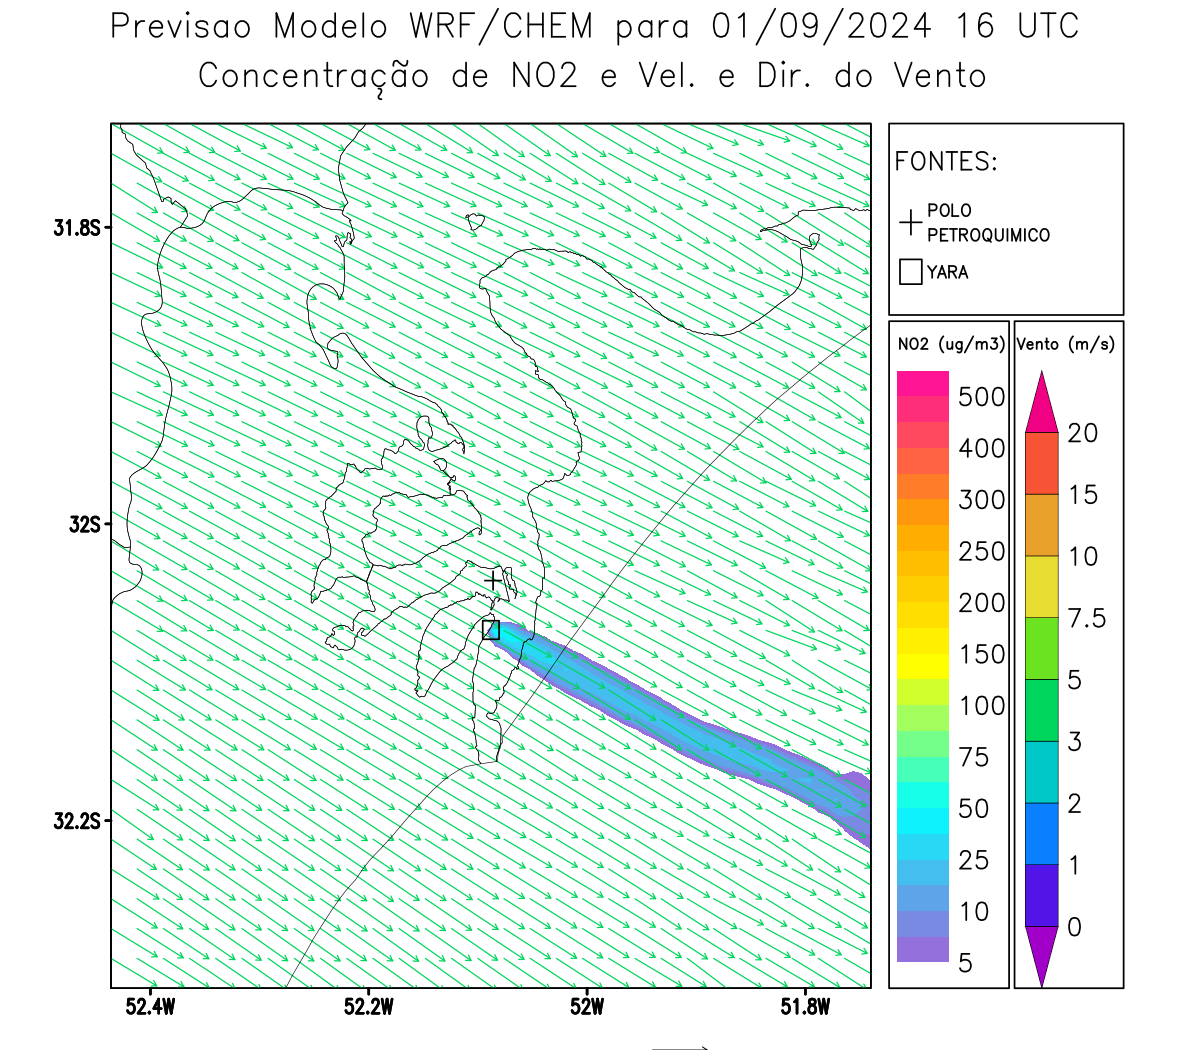 Previsao Modelo WRF/CHEM para 01/09/2024 16 UTC
Concentração de NO2 e Vel. e Dir. do Vento
FONTES:
POLO
PETROQUIMICO
YARA
NO2 (ug/m3)
500
400
300
250
200
150
100
75
50
25
10
5
Vento (m/s)
20
15
10
7.5
5
3
2
1
0
31.8S
32S
32.2S
52.4W
52.2W
52W
51.8W